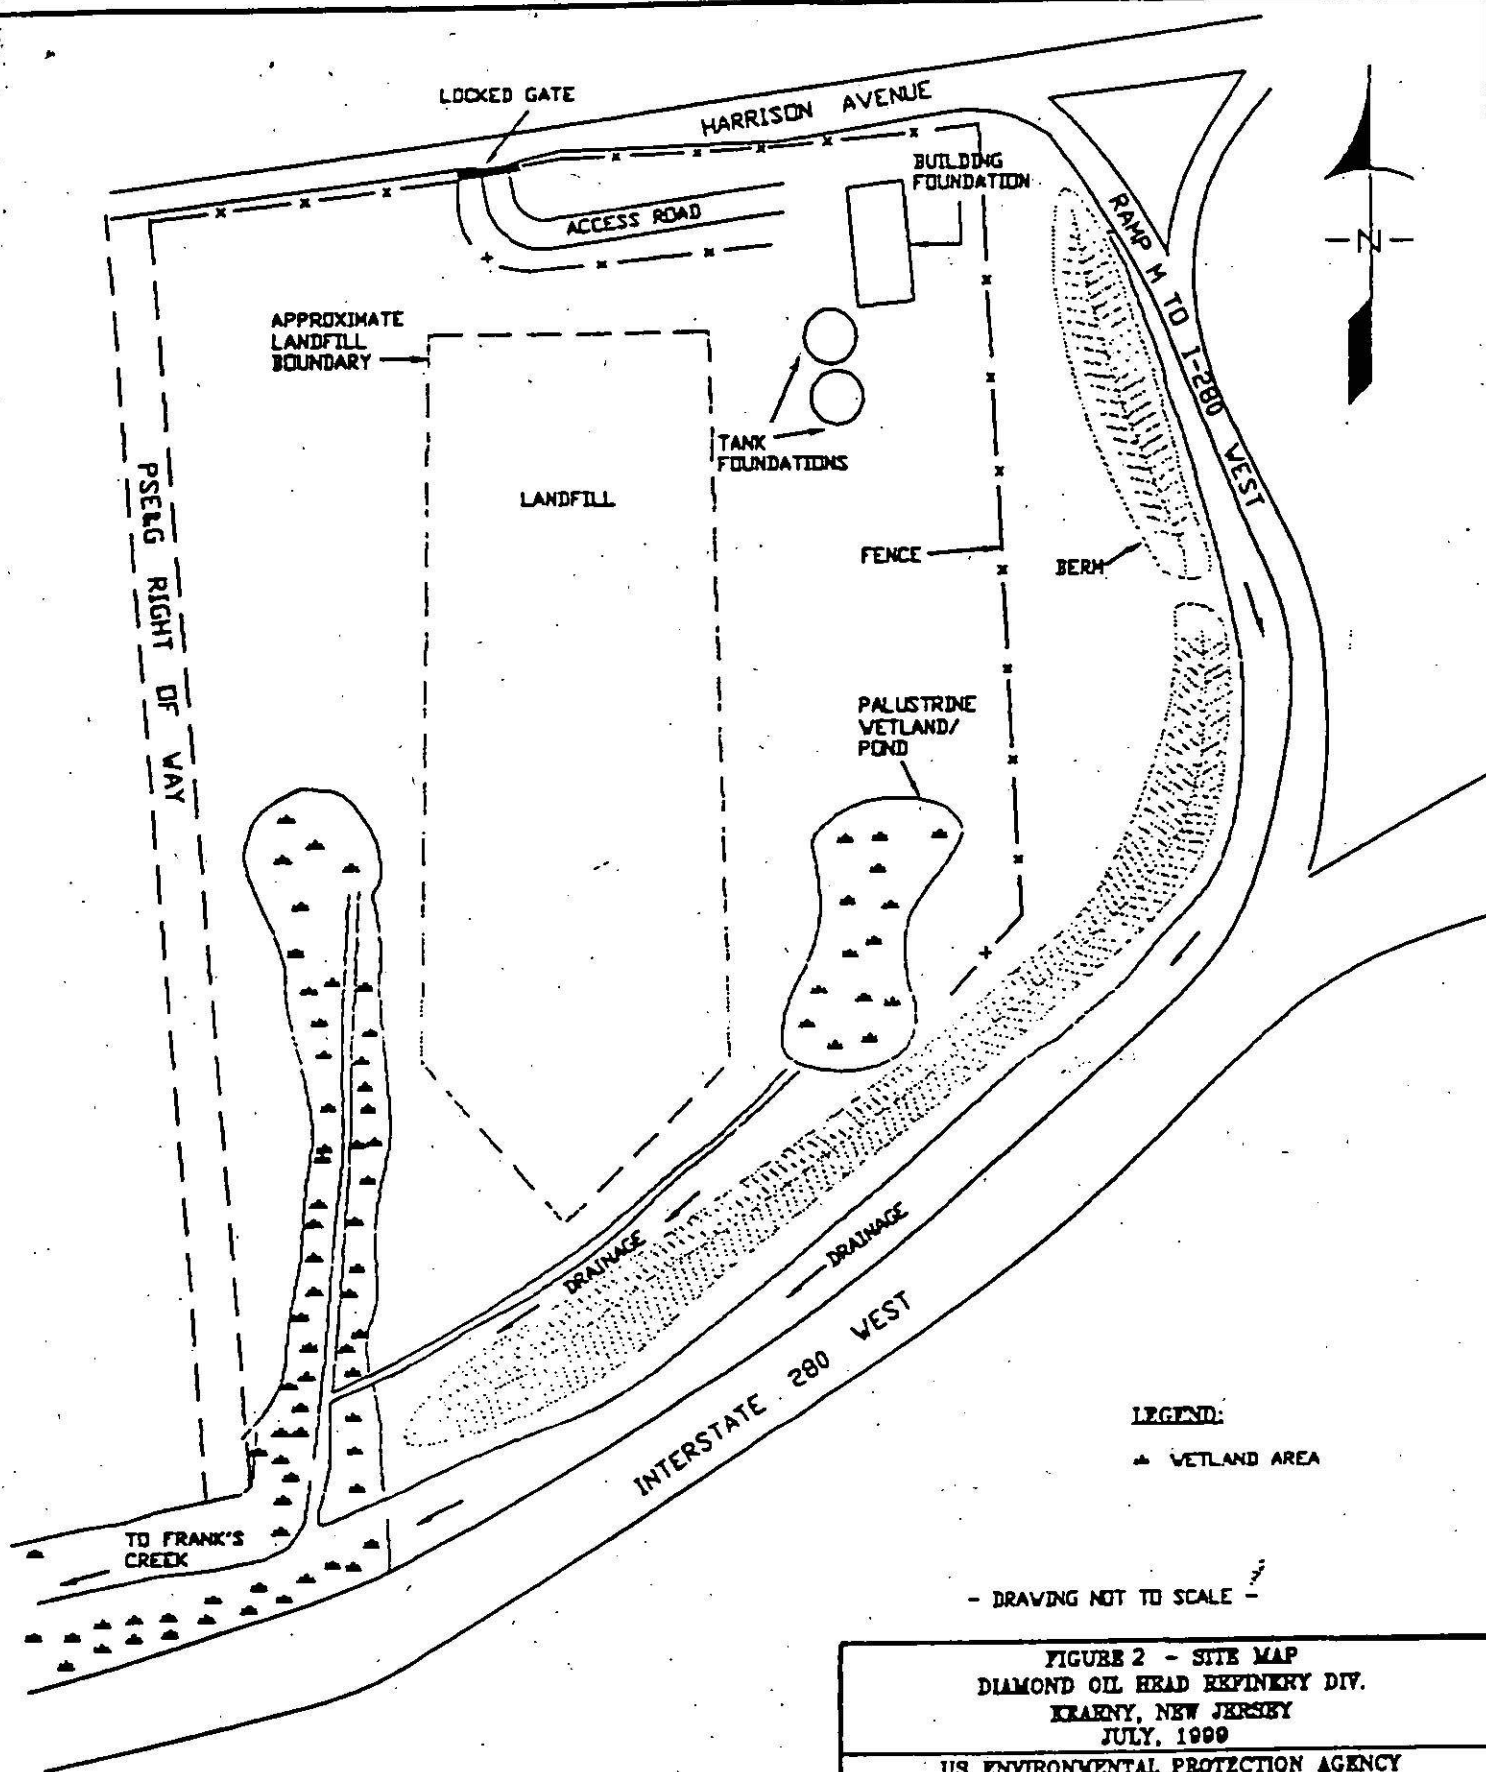 LOCKED GATE
HARRISON AVENUE
BUILDING
FOUNDATION
ACCESS ROAD
RAMP M TO I-280 WEST
N
APPROXIMATE
LANDFILL
BOUNDARY
TANK
FOUNDATIONS
LANDFILL
PSE&G RIGHT OF WAY
FENCE
BERM
PALUSTRINE
WETLAND/
POND
DRAINAGE
DRAINAGE
INTERSTATE 280 WEST
LEGEND:
WETLAND AREA
TO FRANK'S
CREEK
- DRAWING NOT TO SCALE -
FIGURE 2 - SITE MAP
DIAMOND OIL HEAD REFINERY DIV.
KEARNY, NEW JERSEY
JULY, 1999
US ENVIRONMENTAL PROTECTION AGENCY